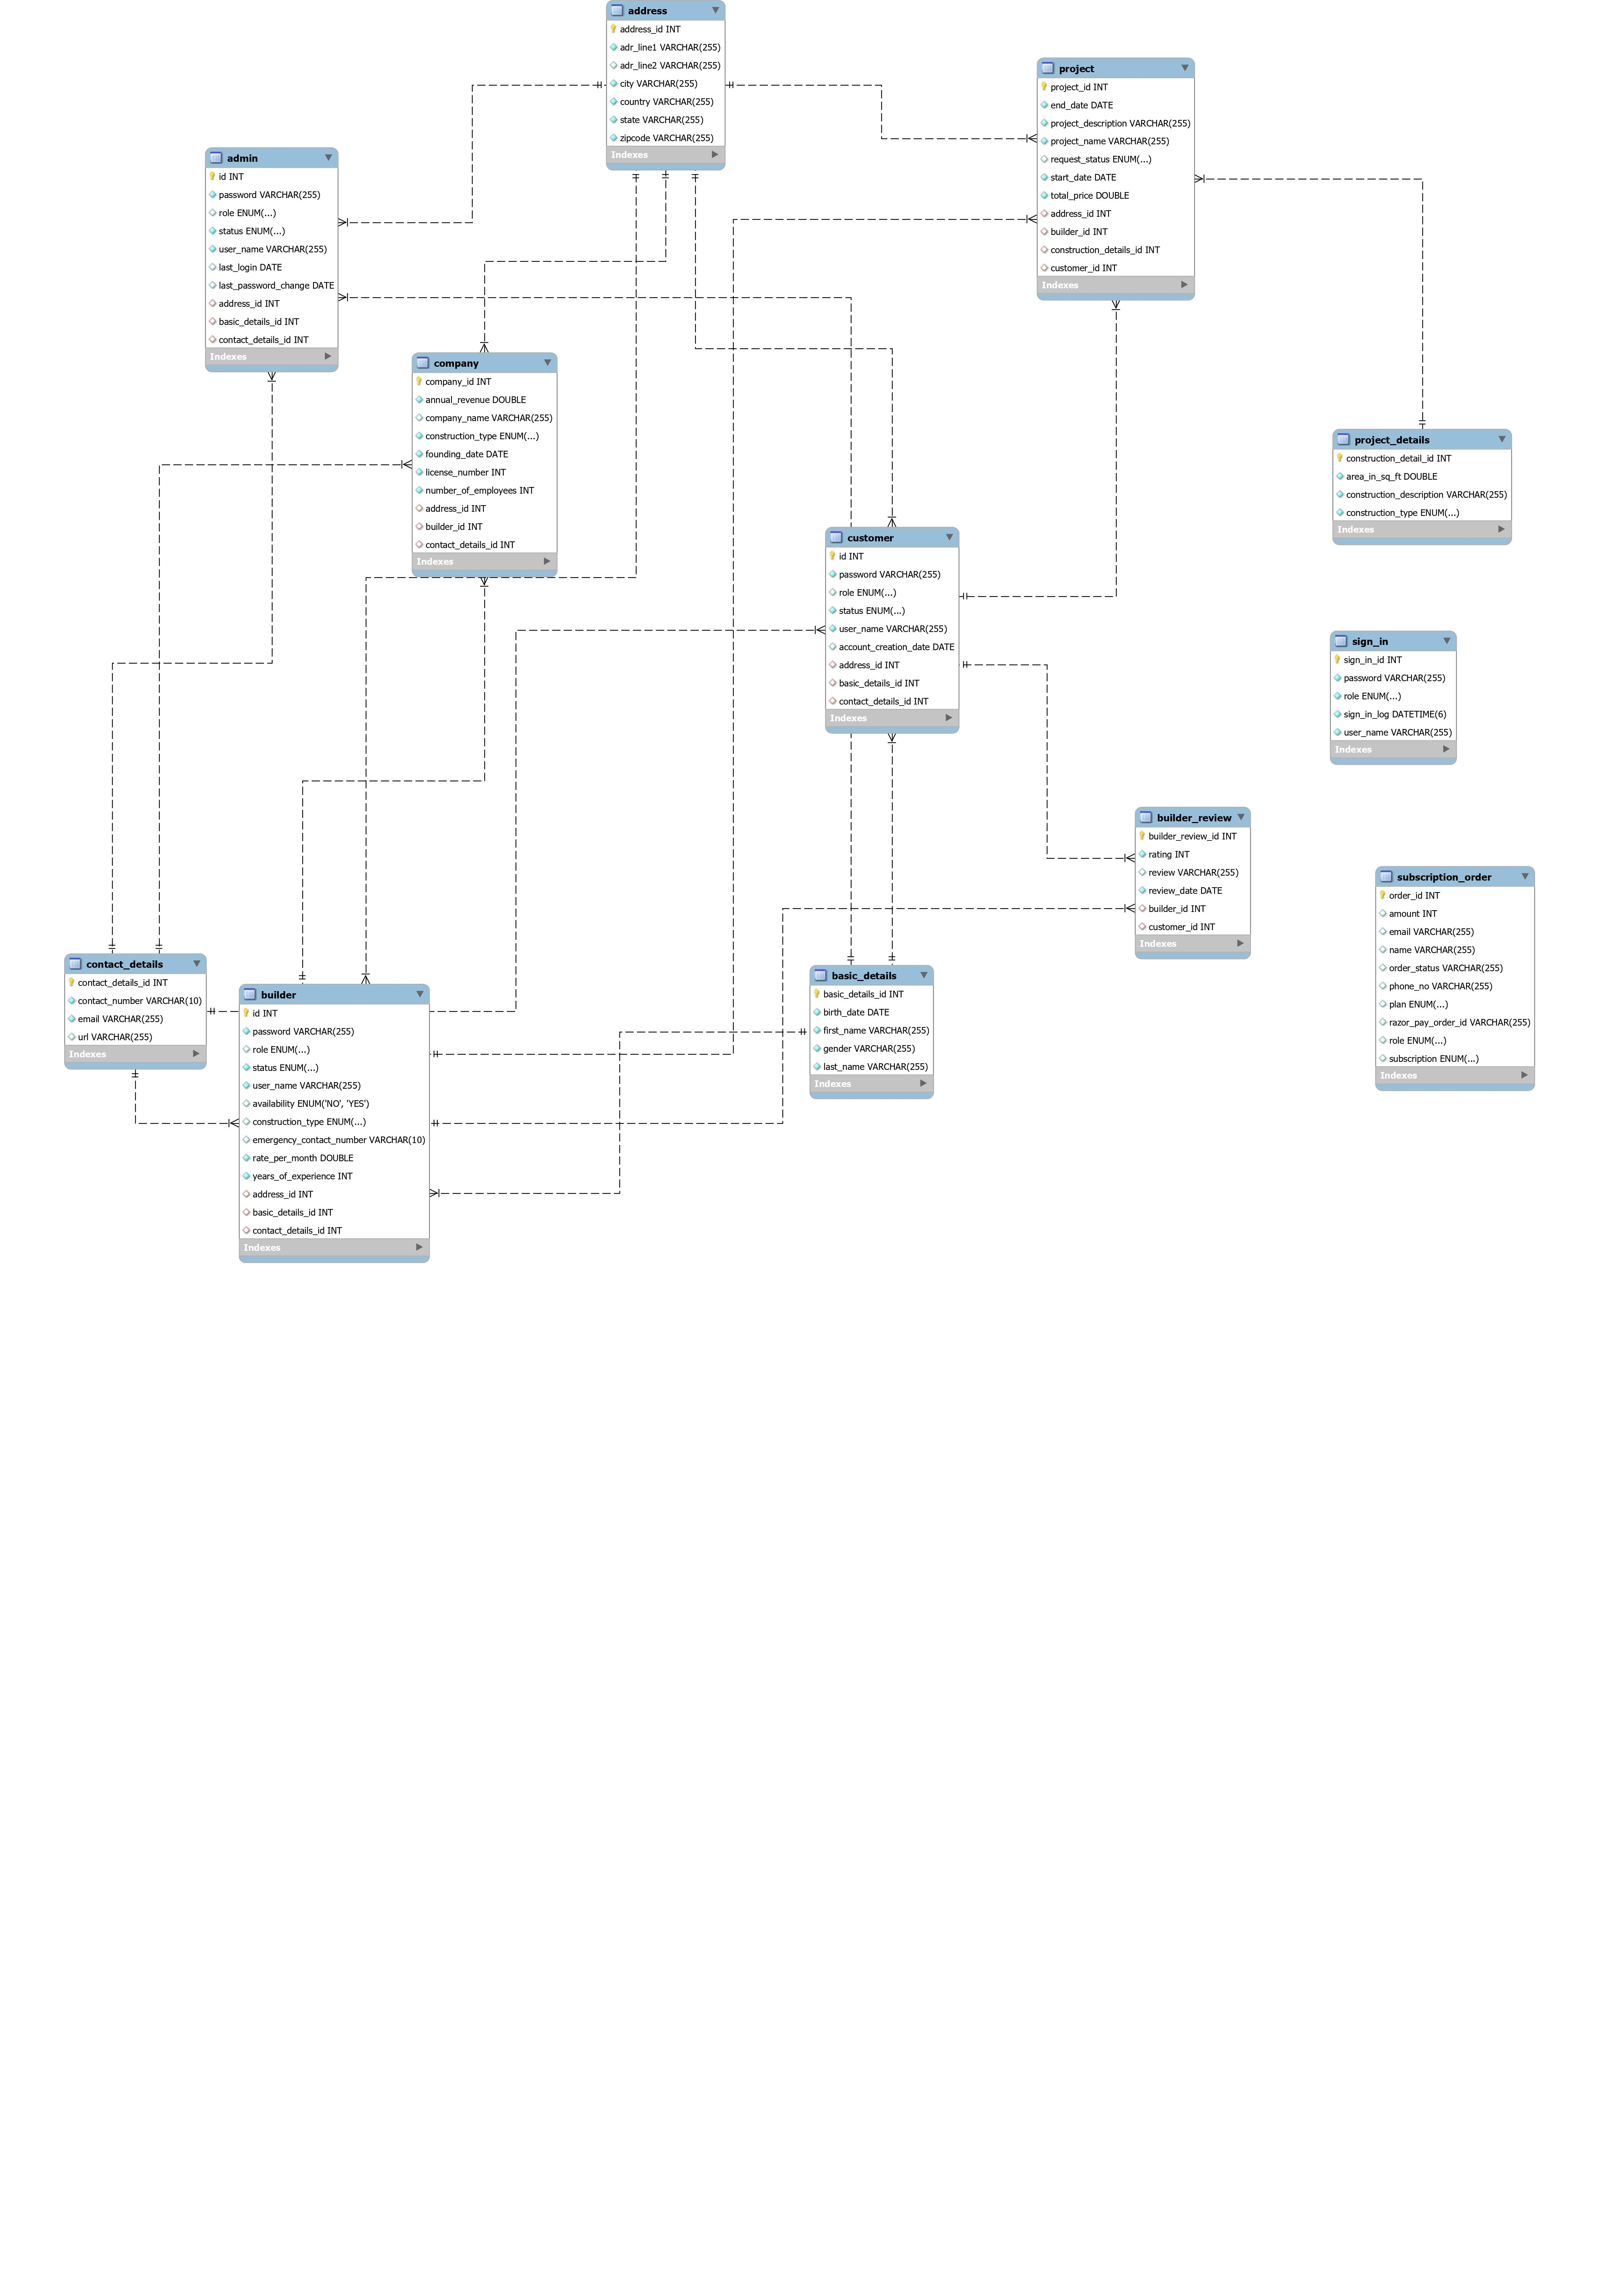 address
address_id INT
adr_line1 VARCHAR(255)
adr_line2 VARCHAR(255)
city VARCHAR(255)
country VARCHAR(255)
state VARCHAR(255)
zipcode VARCHAR(255)
Indexes
project
project_id INT
end_date DATE
project_description VARCHAR(255)
project_name VARCHAR(255)
request_status ENUM(...)
start_date DATE
total_price DOUBLE
address_id INT
builder_id INT
construction_details_id INT
customer_id INT
Indexes
admin
id INT
password VARCHAR(255)
role ENUM(...)
status ENUM(...)
user_name VARCHAR(255)
last_login DATE
last_password_change DATE
address_id INT
basic_details_id INT
contact_details_id INT
Indexes
company
company_id INT
annual_revenue DOUBLE
company_name VARCHAR(255)
construction_type ENUM(...)
founding_date DATE
license_number INT
number_of_employees INT
address_id INT
builder_id INT
contact_details_id INT
Indexes
project_details
construction_detail_id INT
area_in_sq_ft DOUBLE
construction_description VARCHAR(255)
construction_type ENUM(...)
Indexes
customer
id INT
password VARCHAR(255)
role ENUM(...)
status ENUM(...)
user_name VARCHAR(255)
account_creation_date DATE
address_id INT
basic_details_id INT
contact_details_id INT
Indexes
sign_in
sign_in_id INT
password VARCHAR(255)
role ENUM(...)
sign_in_log DATETIME(6)
user_name VARCHAR(255)
Indexes
builder_review
builder_review_id INT
rating INT
review VARCHAR(255)
review_date DATE
builder_id INT
customer_id INT
Indexes
subscription_order
order_id INT
amount INT
email VARCHAR(255)
name VARCHAR(255)
order_status VARCHAR(255)
phone_no VARCHAR(255)
plan ENUM(...)
razor_pay_order_id VARCHAR(255)
role ENUM(...)
subscription ENUM(...)
Indexes
contact_details
contact_details_id INT
contact_number VARCHAR(10)
email VARCHAR(255)
url VARCHAR(255)
Indexes
builder
id INT
password VARCHAR(255)
role ENUM(...)
status ENUM(...)
user_name VARCHAR(255)
availability ENUM('NO', 'YES')
construction_type ENUM(...)
emergency_contact_number VARCHAR(10)
rate_per_month DOUBLE
years_of_experience INT
address_id INT
basic_details_id INT
contact_details_id INT
Indexes
basic_details
basic_details_id INT
birth_date DATE
first_name VARCHAR(255)
gender VARCHAR(255)
last_name VARCHAR(255)
Indexes